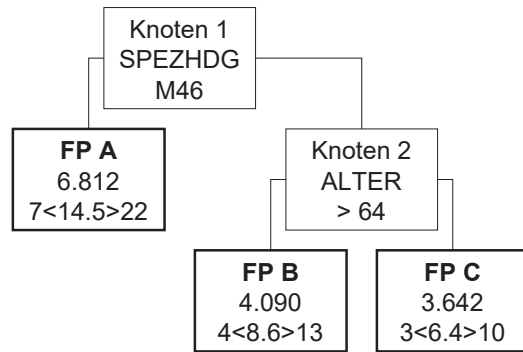 Knoten 1
SPEZHDG
M46
FP A
6.812
7<14.5>22
Knoten 2
ALTER
> 64
FP B
4.090
4<8.6>13
FP C
3.642
3<6.4>10